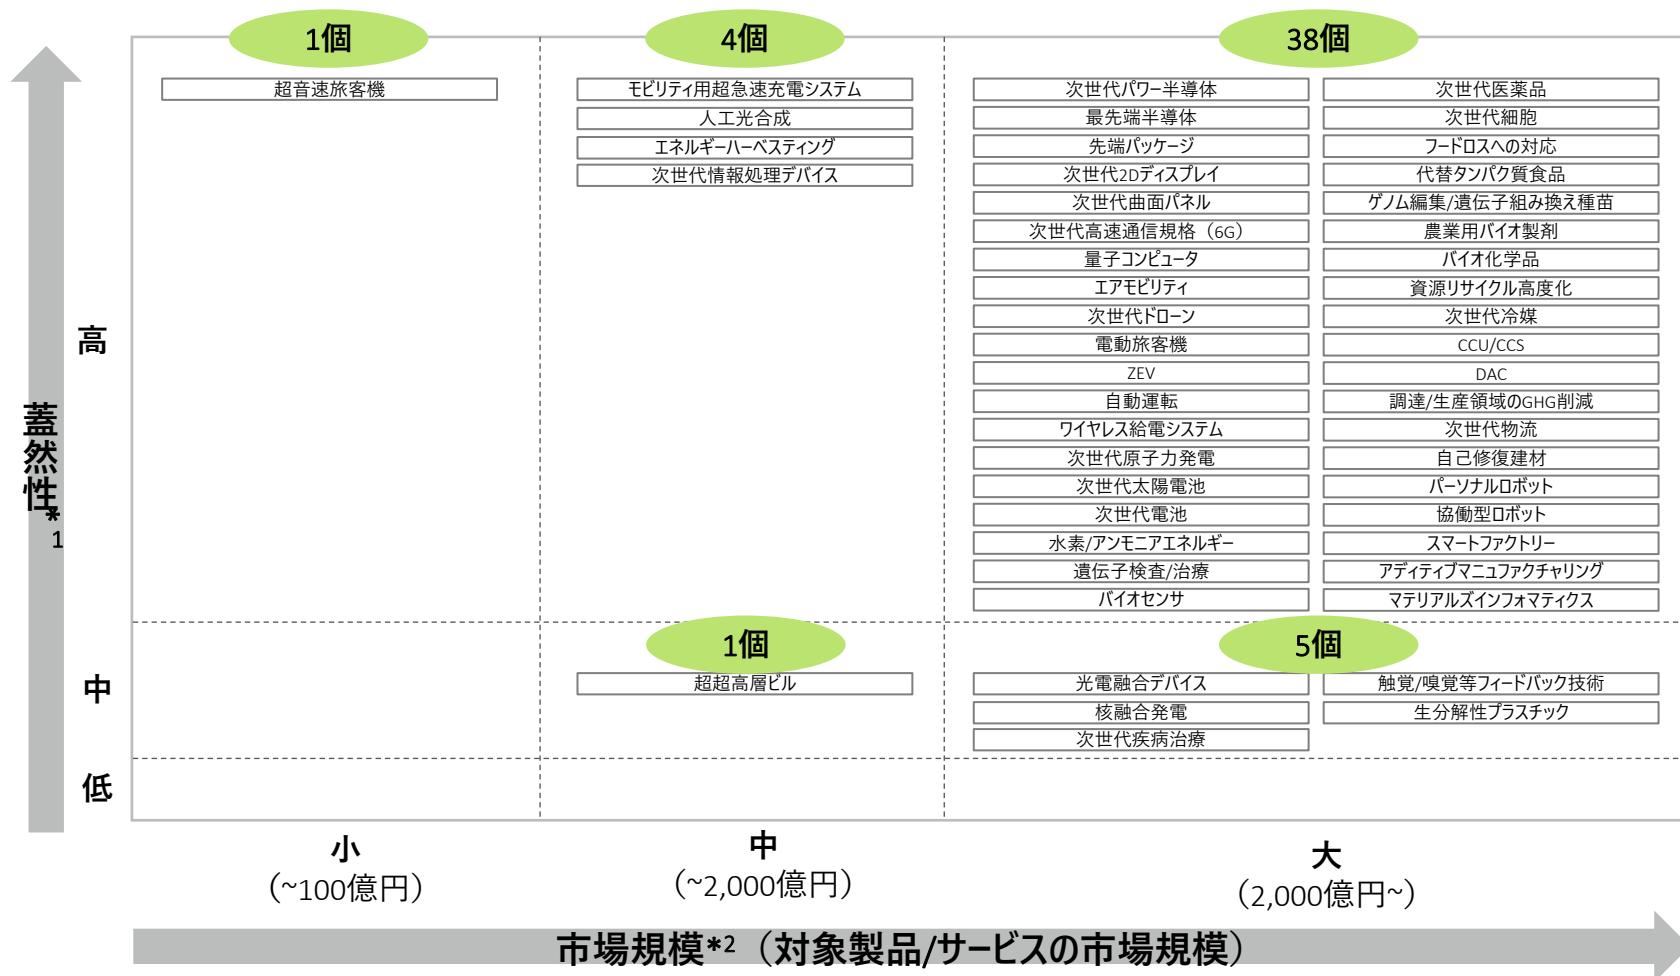 1個
4個
38個
超音速旅客機
モビリティ用超急速充電システム
人工光合成
エネルギーハーベスティング
次世代情報処理デバイス
次世代パワー半導体
最先端半導体
先端パッケージ
次世代2Dディスプレイ
次世代曲面パネル
次世代高速通信規格（6G）
量子コンピュータ
エアモビリティ
次世代ドローン
電動旅客機
ZEV
自動運転
ワイヤレス給電システム
次世代原子力発電
次世代太陽電池
次世代電池
水素/アンモニアエネルギー
遺伝子検査/治療
バイオセンサ
次世代医薬品
次世代細胞
フードロスへの対応
代替タンパク質食品
ゲノム編集/遺伝子組み換え種苗
農業用バイオ製剤
バイオ化学品
資源リサイクル高度化
次世代冷媒
CCU/CCS
DAC
調達/生産領域のGHG削減
次世代物流
自己修復建材
パーソナルロボット
協働型ロボット
スマートファクトリー
アディティブマニュファクチャリング
マテリアルズインフォマティクス
高
蓋然性*1
1個
5個
中
超超高層ビル
光電融合デバイス
核融合発電
次世代疾病治療
触覚/嗅覚等フィードバック技術
生分解性プラスチック
低
小
（~100億円）
中
（~2,000億円）
大
（2,000億円~）
市場規模*2（対象製品/サービスの市場規模）